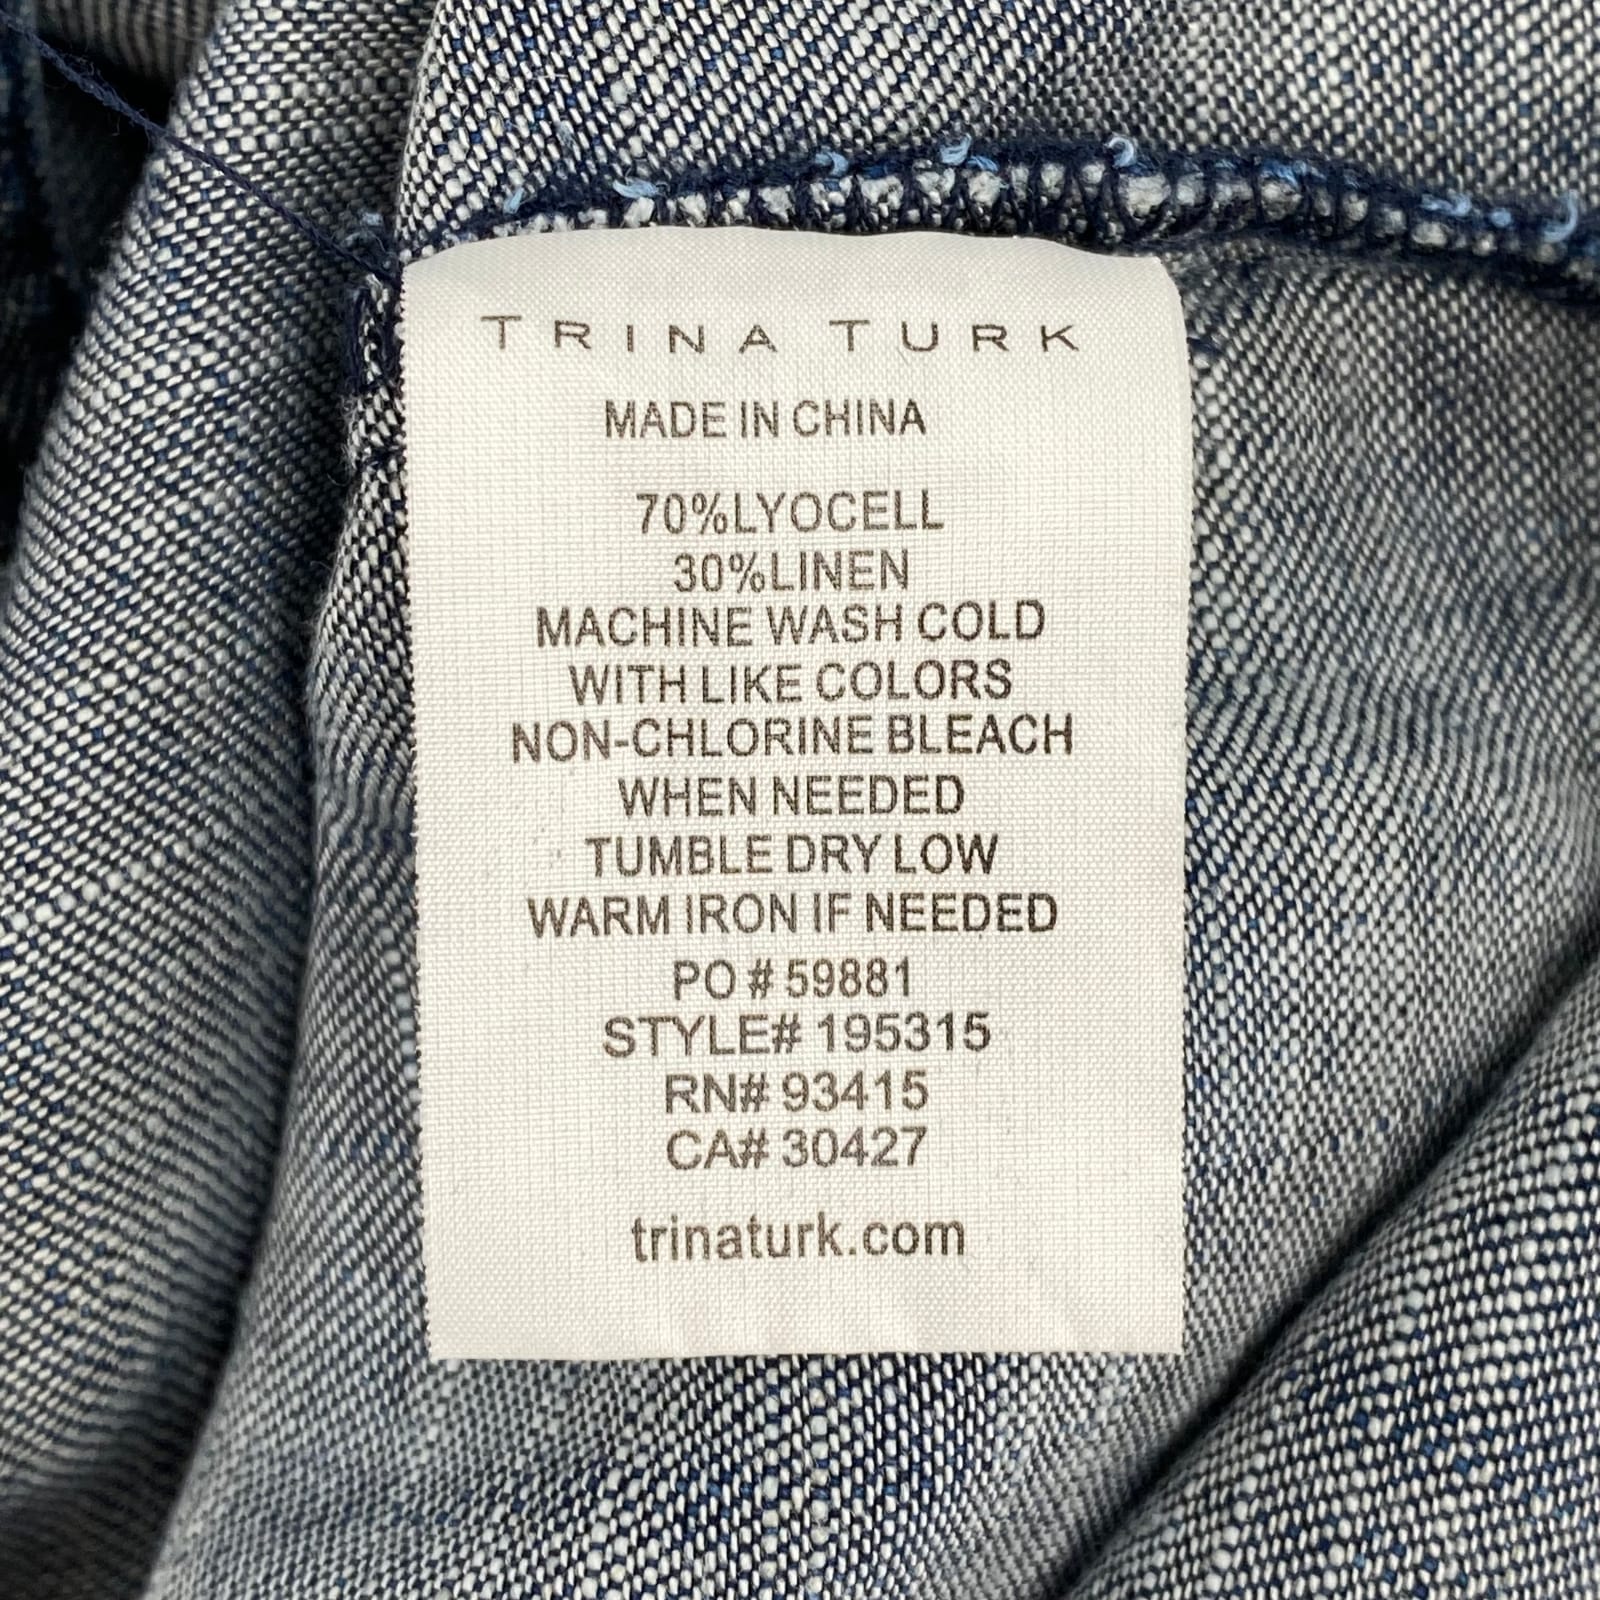 TRINA TURK
MADE IN CHINA
70%LYOCELL
30%LINEN
MACHINE WASH COLD
WITH LIKE COLORS
NON-CHLORINE BLEACH
WHEN NEEDED
TUMBLE DRY LOW
WARM IRON IF NEEDED
PO # 59881
STYLE# 195315
RN# 93415
CA# 30427
trinaturk.com